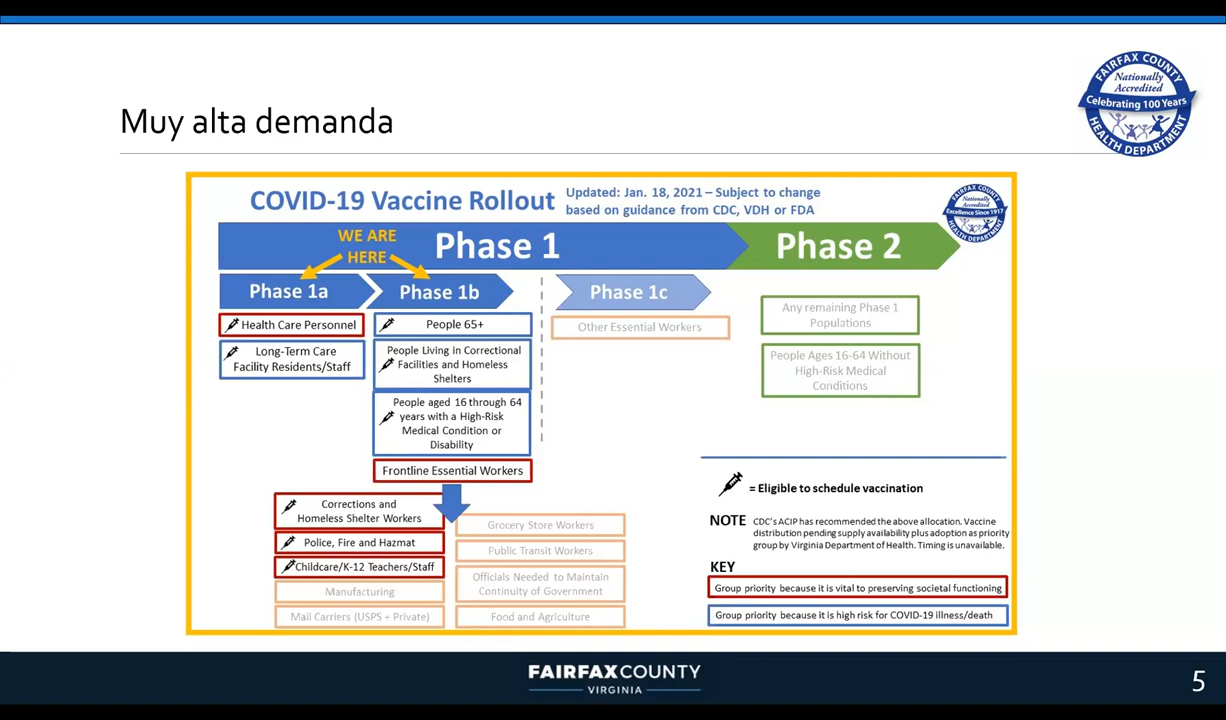 FAIRFAX COUNTY
Nationally
Accredited
Celebrating 100 Years
HEALTH DEPARTMENT
Muy alta demanda
COVID-19 Vaccine Rollout
Updated: Jan. 18, 2021 – Subject to change
based on guidance from CDC, VDH or FDA
FAIRFAX COUNTY
Nationally
Accredited
Excellence Since 1917
HEALTH DEPARTMENT
WE ARE
HERE
Phase 1
Phase 2
Phase 1a
Phase 1b
Phase 1c
Health Care Personnel
Long-Term Care
Facility Residents/Staff
People 65+
People Living in Correctional
Facilities and Homeless
Shelters
People aged 16 through 64
years with a High-Risk
Medical Condition or
Disability
Frontline Essential Workers
Other Essential Workers
Any remaining Phase 1
Populations
People Ages 16-64 Without
High-Risk Medical
Conditions
Corrections and
Homeless Shelter Workers
Police, Fire and Hazmat
Childcare/K-12 Teachers/Staff
Manufacturing
Mail Carriers (USPS + Private)
Grocery Store Workers
Public Transit Workers
Officials Needed to Maintain
Continuity of Government
Food and Agriculture
= Eligible to schedule vaccination
NOTE CDC's ACIP has recommended the above allocation. Vaccine
distribution pending supply availability plus adoption as priority
group by Virginia Department of Health. Timing is unavailable.
KEY
Group priority because it is vital to preserving societal functioning
Group priority because it is high risk for COVID-19 illness/death
FAIRFAX COUNTY
VIRGINIA
5